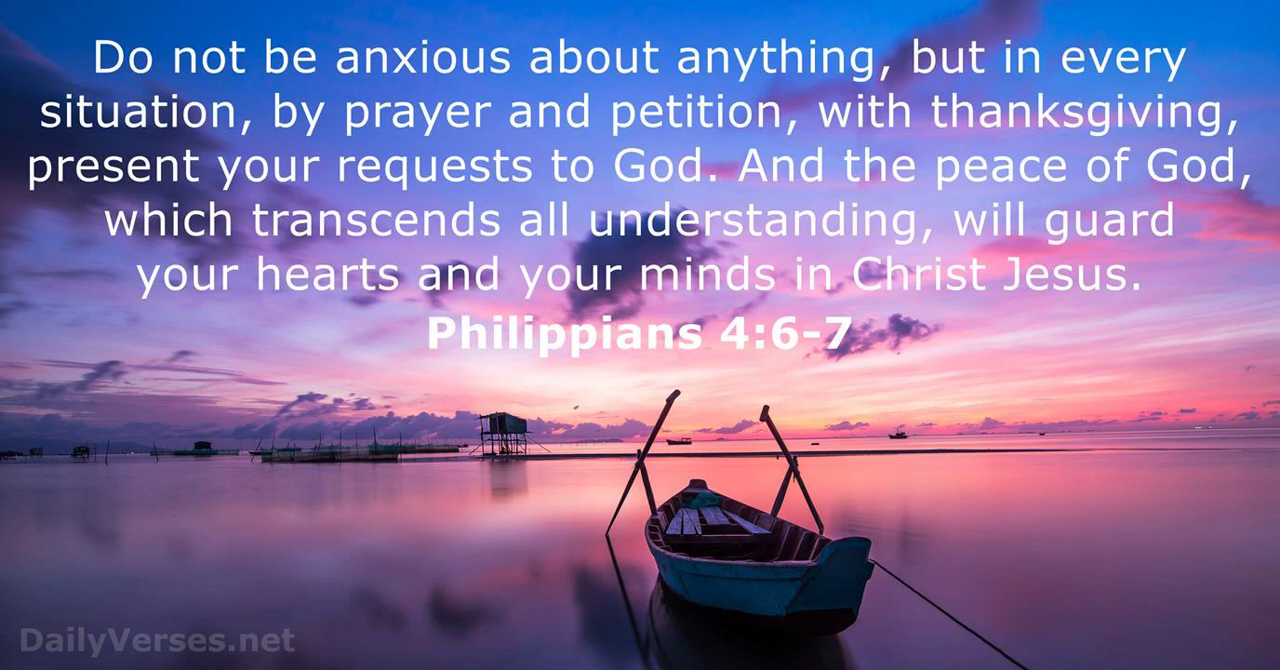 Do not be anxious about anything, but in every
situation, by prayer and petition, with thanksgiving,
present your requests to God. And the peace of God,
which transcends all understanding, will guard
your hearts and your minds in Christ Jesus.
Philippians 4:6-7
DailyVerses.net